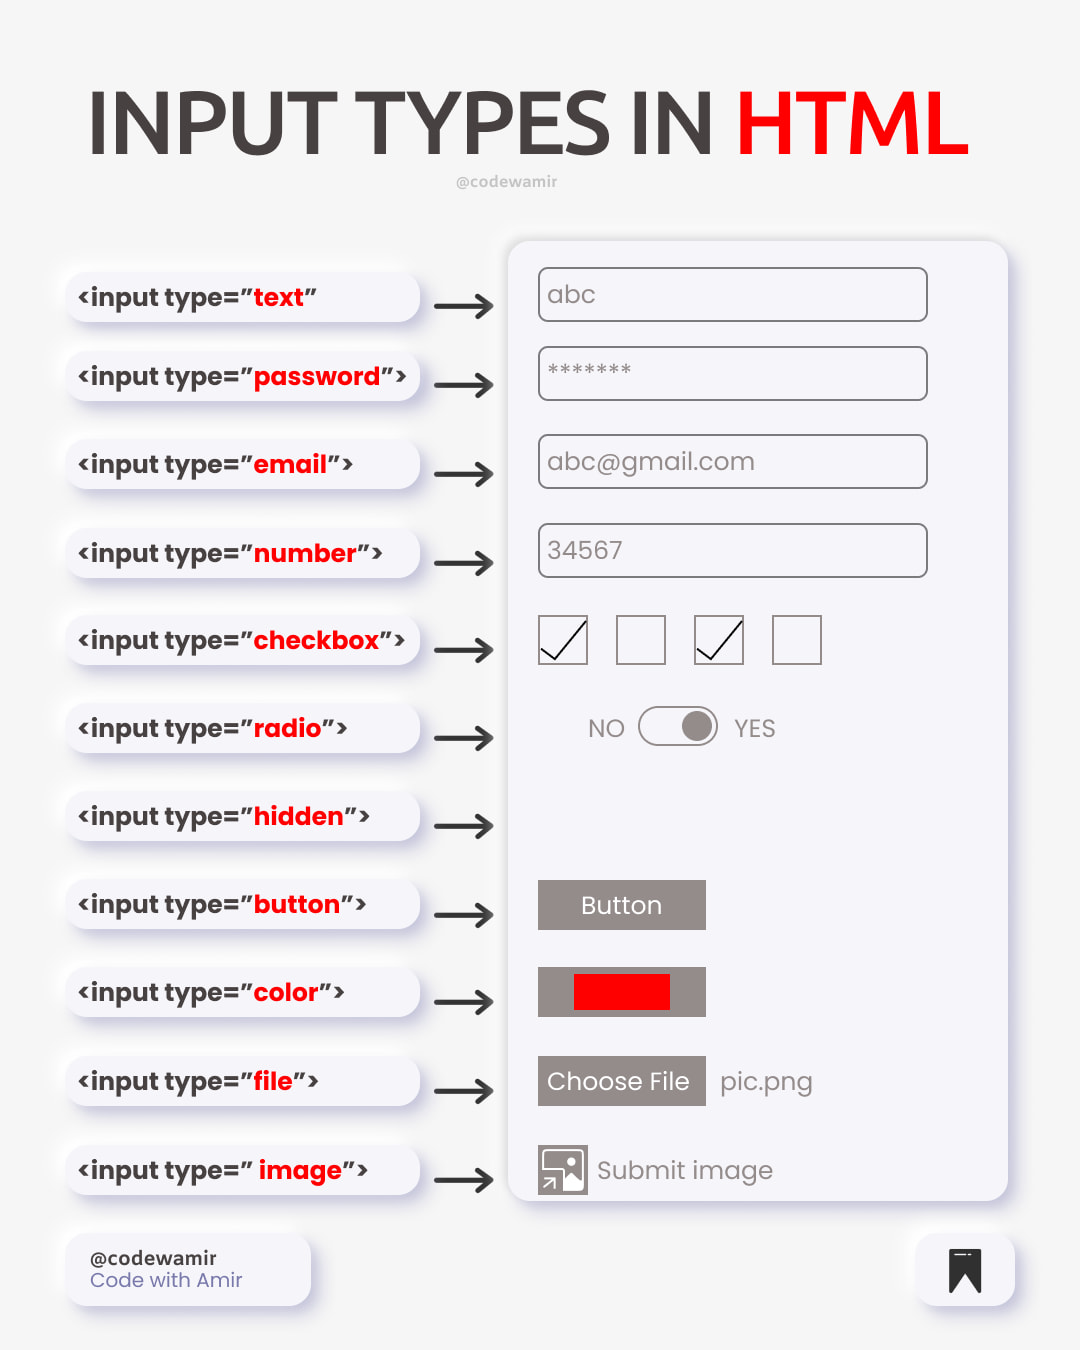 INPUT TYPES IN HTML
@codewamir
<input type=”text”
abc
<input type=”password”>
*******
<input type=”email”>
abc@gmail.com
<input type=”number”>
34567
<input type=”checkbox”>
<input type=”radio”>
NO YES
<input type=”hidden”>
<input type=”button”>
Button
<input type=”color”>
<input type=”file”>
Choose File pic.png
<input type=” image”>
Submit image
@codewamir
Code with Amir